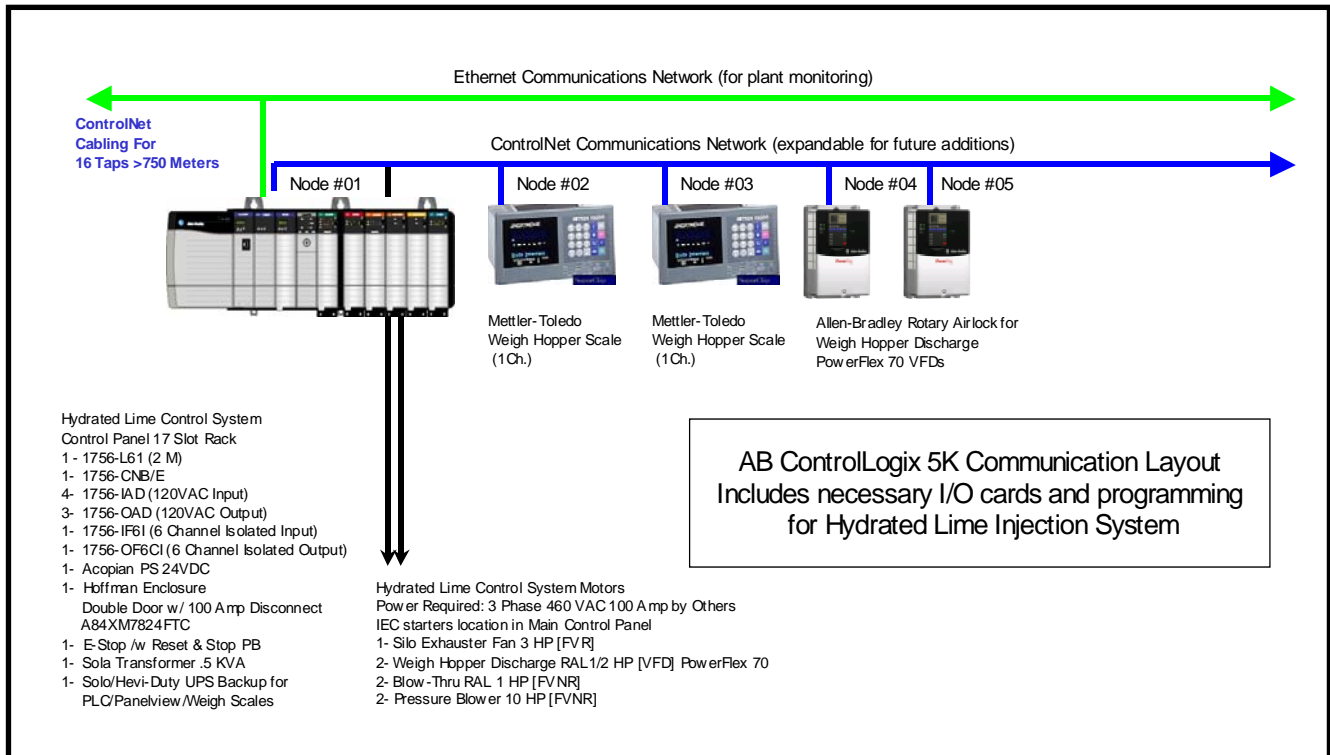 Ethernet Communications Network (for plant monitoring)
ControlNet
Cabling For
16 Taps >750 Meters
ControlNet Communications Network (expandable for future additions)
Node #01
Node #02
Node #03
Node #04
Node #05
Mettler-Toledo
Weigh Hopper Scale
(1Ch.)
Mettler-Toledo
Weigh Hopper Scale
(1Ch.)
Allen-Bradley Rotary Airlock for
Weigh Hopper Discharge
PowerFlex 70 VFDs
Hydrated Lime Control System
Control Panel 17 Slot Rack
1 - 1756-L61 (2 M)
1- 1756-CNB/E
4- 1756-IAD (120VAC Input)
3- 1756-OAD (120VAC Output)
1- 1756-IF6I (6 Channel Isolated Input)
1- 1756-OF6CI (6 Channel Isolated Output)
1- Acopian PS 24VDC
1- Hoffman Enclosure
Double Door w/ 100 Amp Disconnect
A84XM7824FTC
1- E-Stop /w Reset & Stop PB
1- Sola Transformer .5 KVA
1- Solo/Hevi-Duty UPS Backup for
PLC/Panelview/Weigh Scales
Hydrated Lime Control System Motors
Power Required: 3 Phase 460 VAC 100 Amp by Others
IEC starters location in Main Control Panel
1- Silo Exhauster Fan 3 HP [FVR]
2- Weigh Hopper Discharge RAL1/2 HP [VFD] PowerFlex 70
2- Blow-Thru RAL 1 HP [FVNR]
2- Pressure Blower 10 HP [FVNR]
AB ControlLogix 5K Communication Layout
Includes necessary I/O cards and programming
for Hydrated Lime Injection System